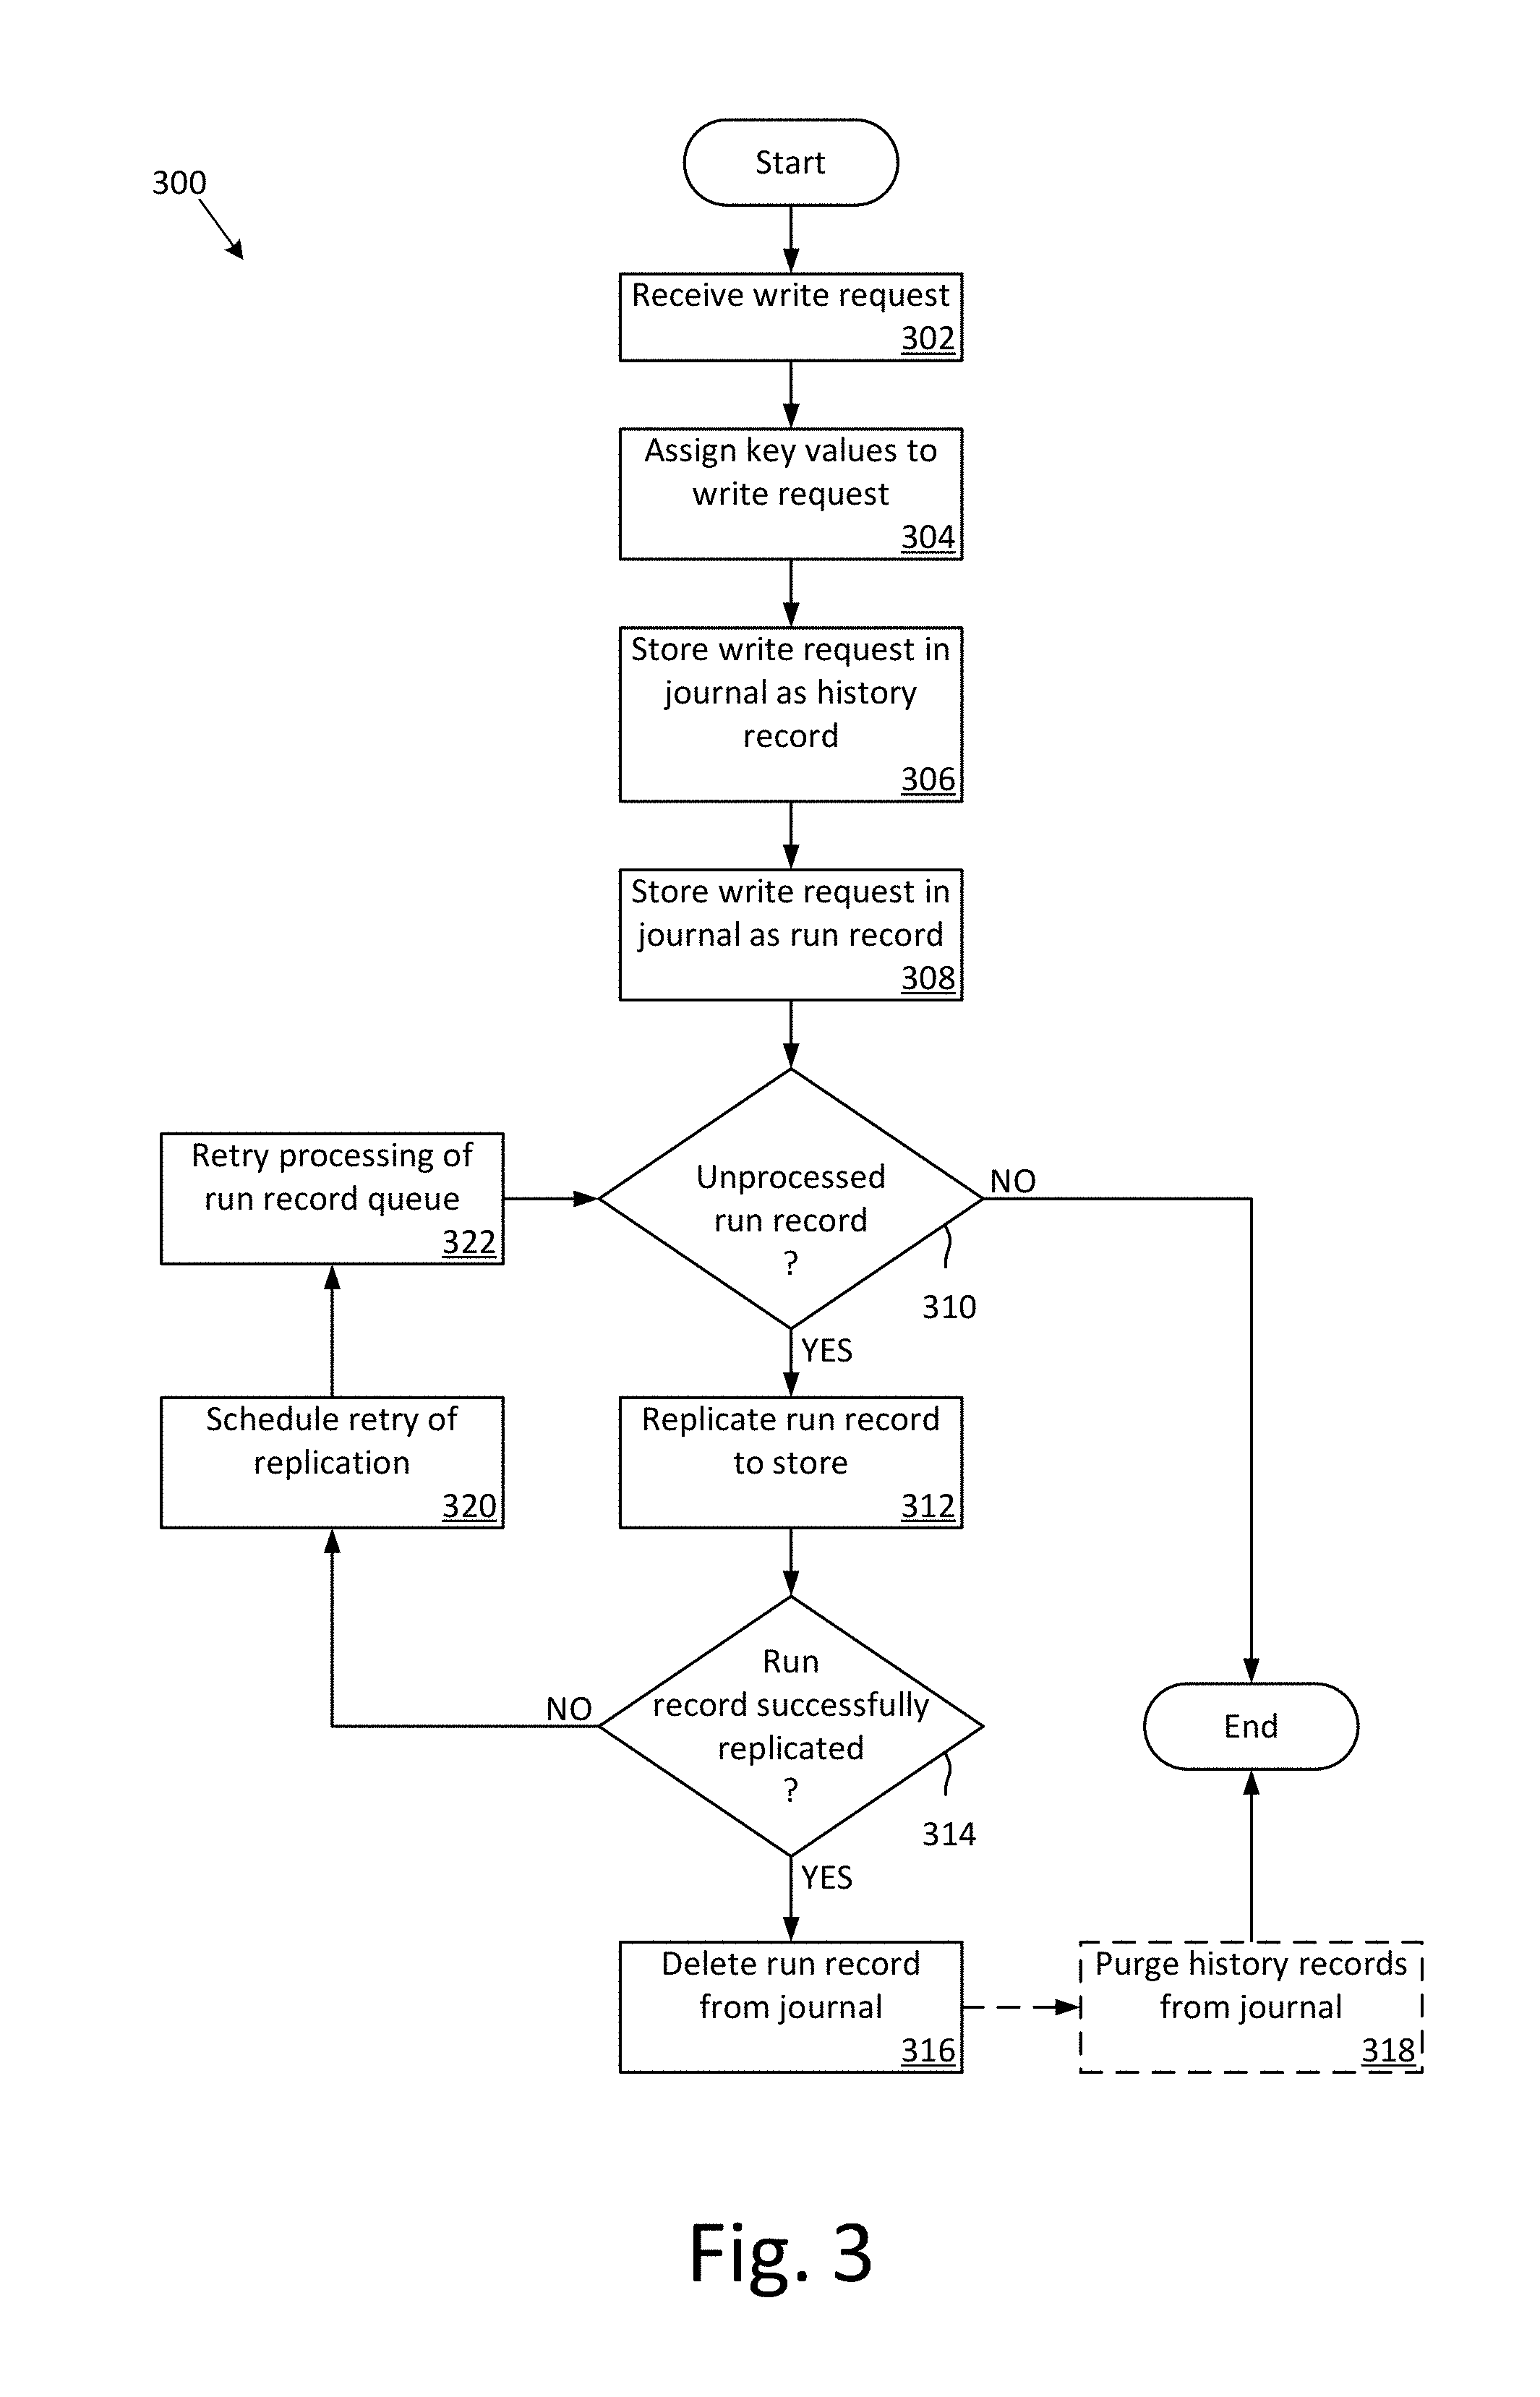 Start
300
Receive write request
302
Assign key values to
write request
304
Store write request in
journal as history
record
306
Store write request in
journal as run record
308
Retry processing of
run record queue
322
Unprocessed
run record
?
NO
310
YES
Schedule retry of
replication
320
Replicate run record
to store
312
Run
record successfully
replicated
?
NO
314
YES
End
Delete run record
from journal
316
Purge history records
from journal
318
Fig. 3